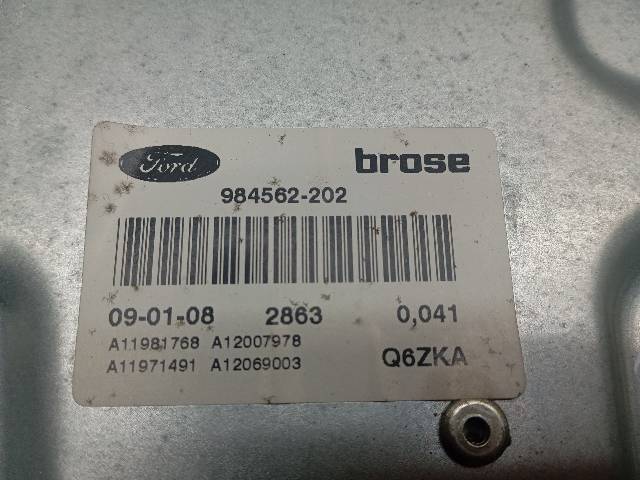 Ford brose
984562-202
09-01-08 2863 0,041
A11981768 A12007978
A11971491 A12069003 Q6ZKA